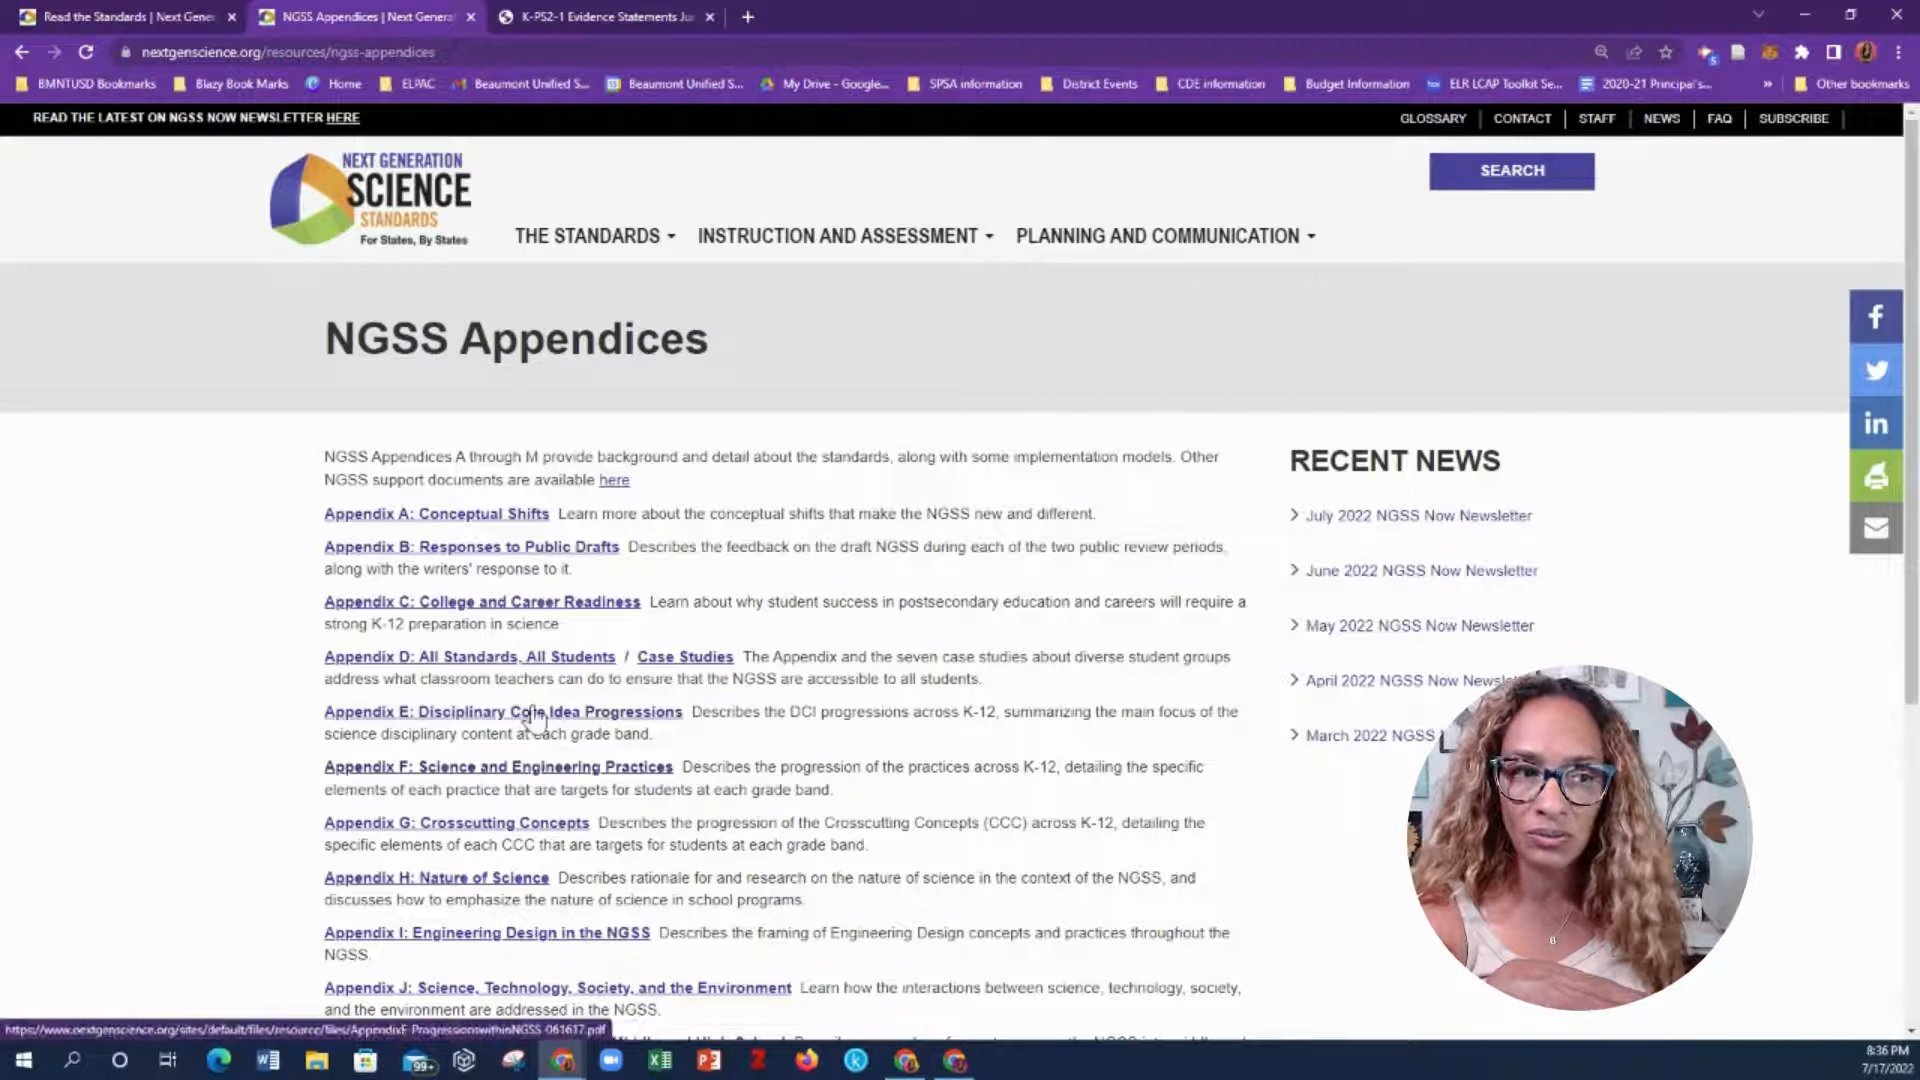 Read the Standards | Next Gene
NGSS Appendices | Next Genera
K-PS2-1 Evidence Statements Ju
nextgenscience.org/resources/ngss-appendices
BMNTUSD Bookmarks
Blazy Book Marks
Home
ELPAC
Beaumont Unified S...
Beaumont Unified S...
My Drive - Google...
SPSA information
District Events
CDE information
Budget Information
ELR LCAP Toolkit Se...
2020-21 Principal's...
»
Other bookmarks
READ THE LATEST ON NGSS NOW NEWSLETTER HERE
GLOSSARY | CONTACT | STAFF | NEWS | FAQ | SUBSCRIBE |
NEXT GENERATION
SCIENCE
STANDARDS
For States, By States
SEARCH
THE STANDARDS
INSTRUCTION AND ASSESSMENT
PLANNING AND COMMUNICATION
NGSS Appendices
NGSS Appendices A through M provide background and detail about the standards, along with some implementation models. Other
NGSS support documents are available here
Appendix A: Conceptual Shifts Learn more about the conceptual shifts that make the NGSS new and different.
Appendix B: Responses to Public Drafts Describes the feedback on the draft NGSS during each of the two public review periods,
along with the writers' response to it.
Appendix C: College and Career Readiness Learn about why student success in postsecondary education and careers will require a
strong K-12 preparation in science
Appendix D: All Standards, All Students / Case Studies The Appendix and the seven case studies about diverse student groups
address what classroom teachers can do to ensure that the NGSS are accessible to all students.
Appendix E: Disciplinary Core Idea Progressions Describes the DCI progressions across K-12, summarizing the main focus of the
science disciplinary content at each grade band.
Appendix F: Science and Engineering Practices Describes the progression of the practices across K-12, detailing the specific
elements of each practice that are targets for students at each grade band.
Appendix G: Crosscutting Concepts Describes the progression of the Crosscutting Concepts (CCC) across K-12, detailing the
specific elements of each CCC that are targets for students at each grade band.
Appendix H: Nature of Science Describes rationale for and research on the nature of science in the context of the NGSS, and
discusses how to emphasize the nature of science in school programs.
Appendix I: Engineering Design in the NGSS Describes the framing of Engineering Design concepts and practices throughout the
NGSS.
Appendix J: Science, Technology, Society, and the Environment Learn how the interactions between science, technology, society,
and the environment are addressed in the NGSS.
RECENT NEWS
July 2022 NGSS Now Newsletter
June 2022 NGSS Now Newsletter
May 2022 NGSS Now Newsletter
April 2022 NGSS Now
March 2022 NGSS
https://www.nextgenscience.org/sites/default/files/resource/files/AppendixE-ProgressionswithinNGSS-061617.pdf
99+
8:36 PM
7/17/2022